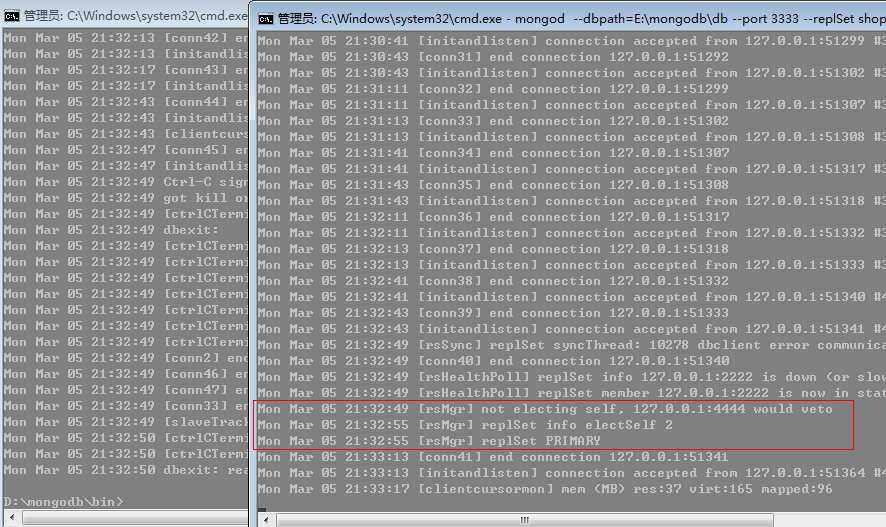 管理员: C:\Windows\system32\cmd.exe
Mon Mar 05 21:32:13 [conn42] en
Mon Mar 05 21:32:13 [initandlis
Mon Mar 05 21:32:17 [conn43] en
Mon Mar 05 21:32:17 [initandlis
Mon Mar 05 21:32:43 [conn44] en
Mon Mar 05 21:32:43 [initandlis
Mon Mar 05 21:32:43 [clientcurs
Mon Mar 05 21:32:47 [conn45] en
Mon Mar 05 21:32:47 [initandlis
Mon Mar 05 21:32:49 Ctrl-C sign
Mon Mar 05 21:32:49 got kill or
Mon Mar 05 21:32:49 [ctrlCTermi
Mon Mar 05 21:32:49 dbexit:
Mon Mar 05 21:32:49 [ctrlCTermi
Mon Mar 05 21:32:49 [ctrlCTermi
Mon Mar 05 21:32:49 [ctrlCTermi
Mon Mar 05 21:32:49 [ctrlCTermi
Mon Mar 05 21:32:49 [ctrlCTermi
Mon Mar 05 21:32:49 [ctrlCTermi
Mon Mar 05 21:32:49 [ctrlCTermi
Mon Mar 05 21:32:49 [conn2] end
Mon Mar 05 21:32:49 [conn46] en
Mon Mar 05 21:32:49 [conn47] en
Mon Mar 05 21:32:49 [conn33] en
Mon Mar 05 21:32:49 [slaveTrack
Mon Mar 05 21:32:50 [ctrlCTermi
Mon Mar 05 21:32:50 [ctrlCTermi
Mon Mar 05 21:32:50 dbexit: rea
D:\mongodb\bin>
管理员: C:\Windows\system32\cmd.exe - mongod --dbpath=E:\mongodb\db --port 3333 --replSet shop
Mon Mar 05 21:30:41 [initandlisten] connection accepted from 127.0.0.1:51299 #3
Mon Mar 05 21:30:43 [conn31] end connection 127.0.0.1:51292
Mon Mar 05 21:30:43 [initandlisten] connection accepted from 127.0.0.1:51302 #3
Mon Mar 05 21:31:11 [conn32] end connection 127.0.0.1:51299
Mon Mar 05 21:31:11 [initandlisten] connection accepted from 127.0.0.1:51307 #3
Mon Mar 05 21:31:13 [conn33] end connection 127.0.0.1:51302
Mon Mar 05 21:31:13 [initandlisten] connection accepted from 127.0.0.1:51308 #3
Mon Mar 05 21:31:41 [conn34] end connection 127.0.0.1:51307
Mon Mar 05 21:31:41 [initandlisten] connection accepted from 127.0.0.1:51317 #3
Mon Mar 05 21:31:43 [conn35] end connection 127.0.0.1:51308
Mon Mar 05 21:31:43 [initandlisten] connection accepted from 127.0.0.1:51318 #3
Mon Mar 05 21:32:11 [conn36] end connection 127.0.0.1:51317
Mon Mar 05 21:32:11 [initandlisten] connection accepted from 127.0.0.1:51332 #3
Mon Mar 05 21:32:13 [conn37] end connection 127.0.0.1:51318
Mon Mar 05 21:32:13 [initandlisten] connection accepted from 127.0.0.1:51333 #3
Mon Mar 05 21:32:41 [conn38] end connection 127.0.0.1:51332
Mon Mar 05 21:32:41 [initandlisten] connection accepted from 127.0.0.1:51340 #4
Mon Mar 05 21:32:43 [conn39] end connection 127.0.0.1:51333
Mon Mar 05 21:32:43 [initandlisten] connection accepted from 127.0.0.1:51341 #4
Mon Mar 05 21:32:49 [rsSync] replSet syncThread: 10278 dbclient error communica
Mon Mar 05 21:32:49 [conn40] end connection 127.0.0.1:51340
Mon Mar 05 21:32:49 [rsHealthPoll] replSet info 127.0.0.1:2222 is down (or slow
Mon Mar 05 21:32:49 [rsHealthPoll] replSet member 127.0.0.1:2222 is now in stat
Mon Mar 05 21:32:49 [rsMgr] not electing self, 127.0.0.1:4444 would veto
Mon Mar 05 21:32:55 [rsMgr] replSet info electSelf 2
Mon Mar 05 21:32:55 [rsMgr] replSet PRIMARY
Mon Mar 05 21:33:13 [conn41] end connection 127.0.0.1:51341
Mon Mar 05 21:33:13 [initandlisten] connection accepted from 127.0.0.1:51364 #4
Mon Mar 05 21:33:17 [clientcursormon] mem (MB) res:37 virt:165 mapped:96